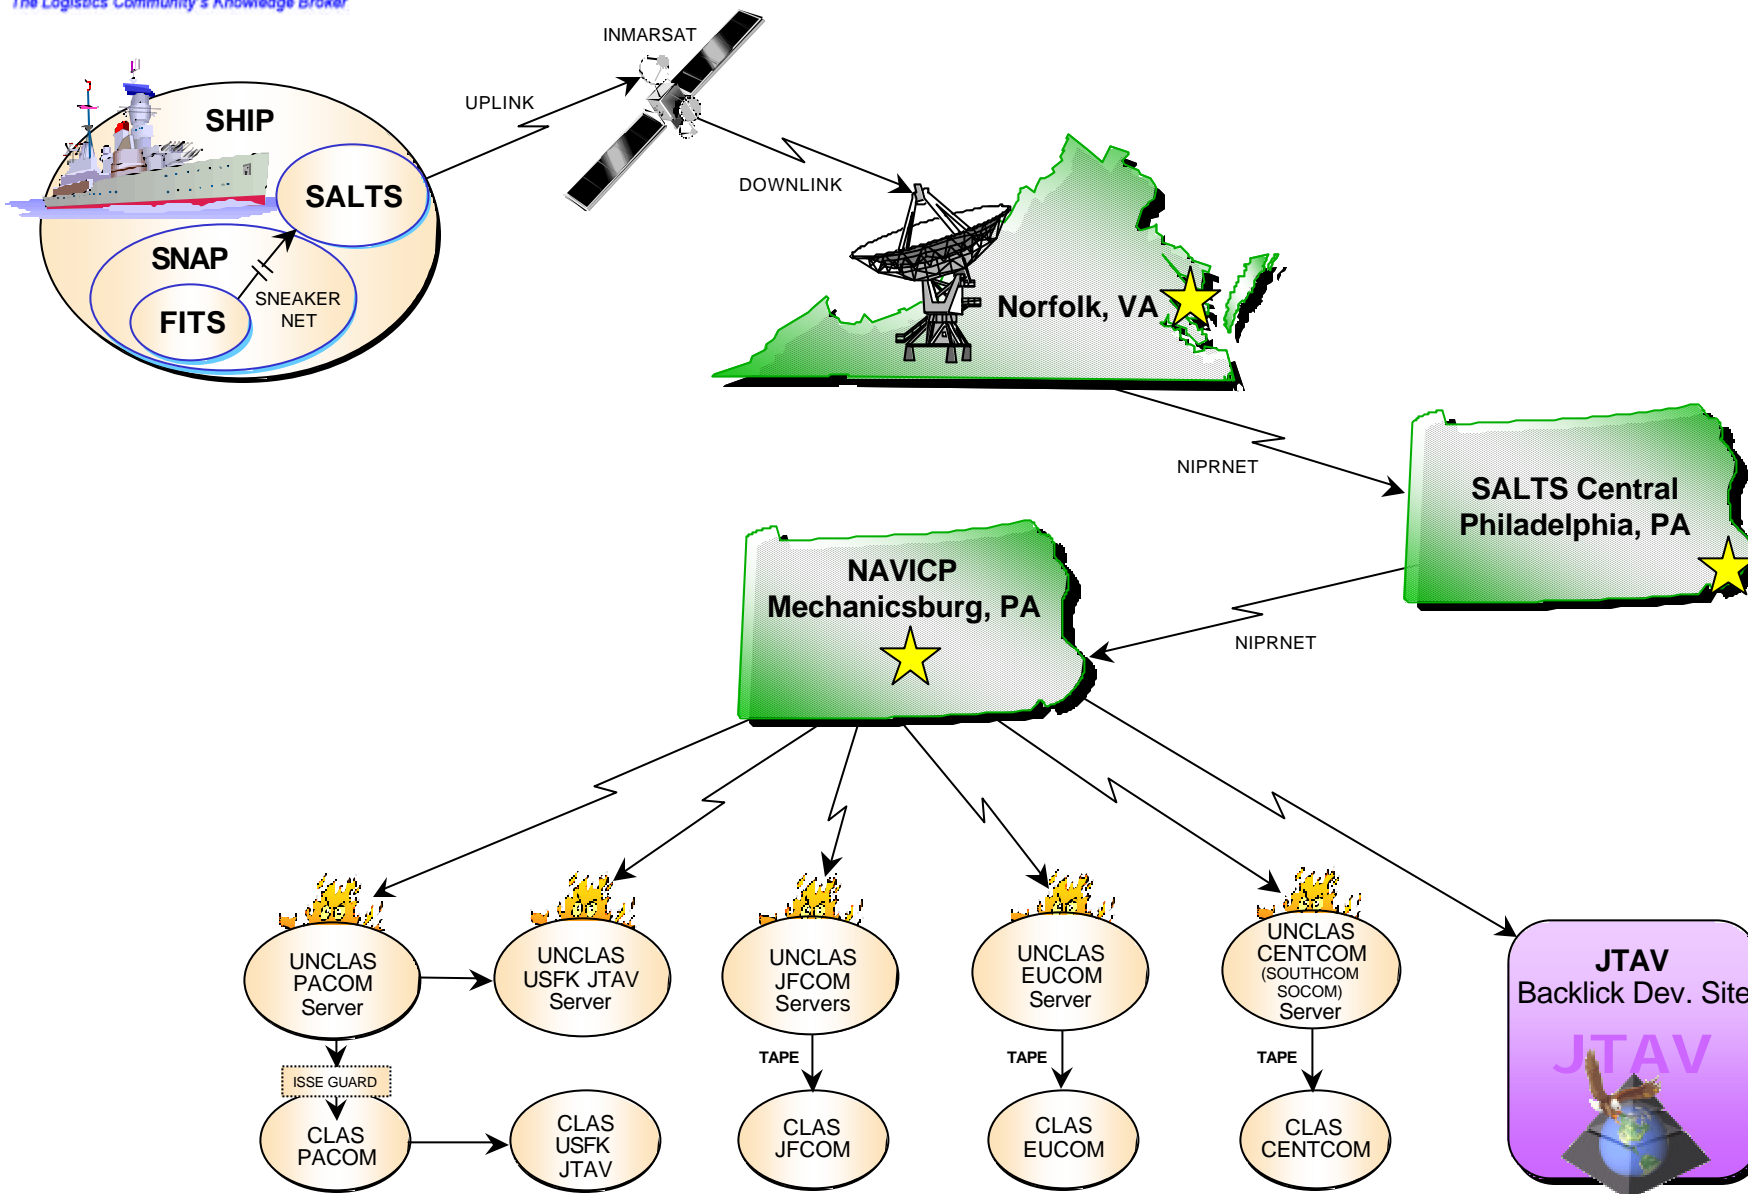 The Logistics Community's Knowledge Broker
INMARSAT
UPLINK
SHIP
SALTS
DOWNLINK
SNAP
SNEAKER
NET
FITS
Norfolk, VA
NIPRNET
SALTS Central
Philadelphia, PA
NAVICP
Mechanicsburg, PA
NIPRNET
UNCLAS
PACOM
Server
UNCLAS
USFK JTAV
Server
UNCLAS
JFCOM
Servers
UNCLAS
EUCOM
Server
UNCLAS
CENTCOM
(SOUTHCOM
SOCOM)
Server
JTAV
Backlick Dev. Site
JTAV
TAPE
TAPE
TAPE
ISSE GUARD
CLAS
PACOM
CLAS
USFK
JTAV
CLAS
JFCOM
CLAS
EUCOM
CLAS
CENTCOM